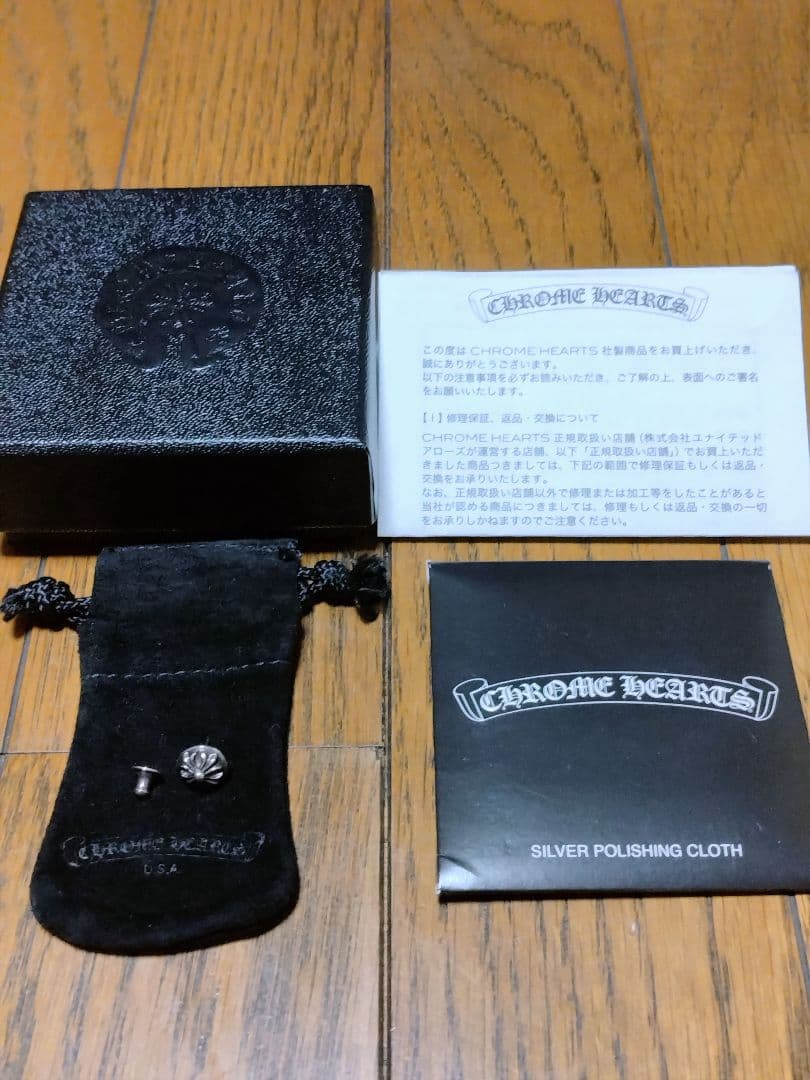 CHROME HEARTS
この度は CHROME HEARTS 社製商品をお買上げいただき、
誠にありがとうございます。
以下の注意事項を必ずお読みいただき、ご了解の上、表面へのご署名
をお願いいたします。
【1】修理保証、返品・交換について
CHROME HEARTS 正規取扱い店舗 (株式会社ユナイテッド
アローズが運営する店舗、以下「正規取扱い店舗」) でお買上いただ
きました商品つきましては、下記の範囲で修理保証もしくは返品・
交換をお承りいたします。
なお、正規取扱い店舗以外で修理または加工等をしたことがあると
当社が認める商品につきましては、修理もしくは返品・交換の一切
をお承りしかねますのでご注意ください。
CHROME HEARTS
SILVER POLISHING CLOTH
CHROME HEARTS
U.S.A.